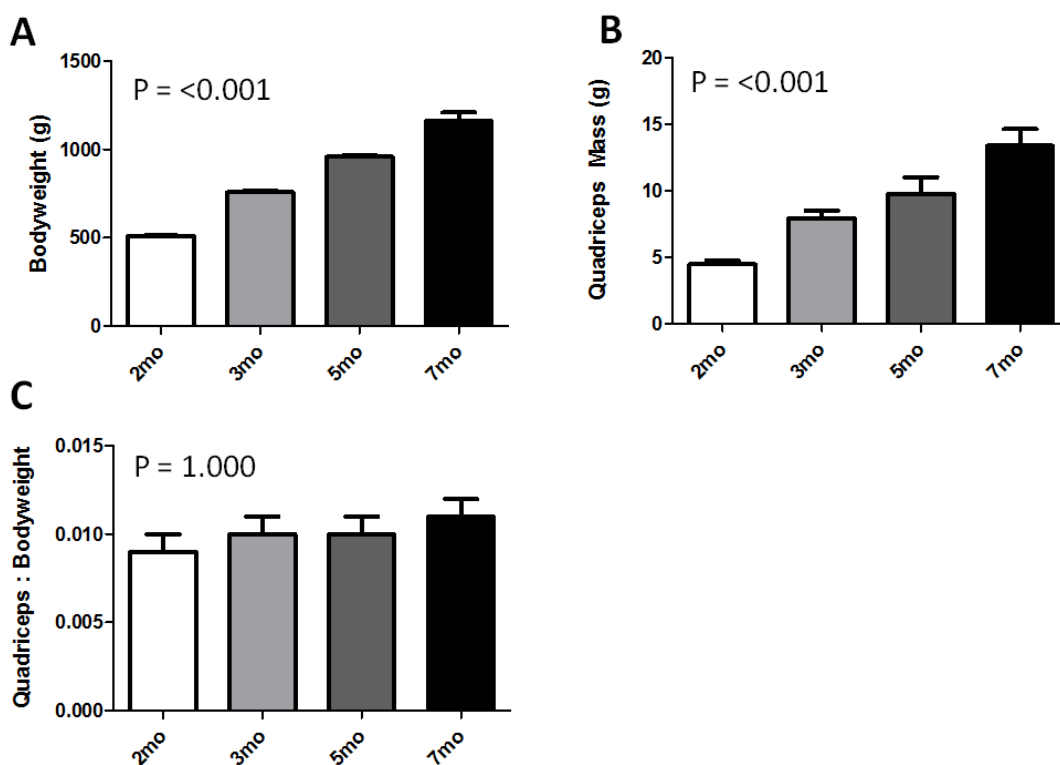 A
Bodyweight (g)
1500
1000
500
0
P = <0.001
2mo
3mo
5mo
7mo
B
Quadriceps Mass (g)
20
15
10
5
0
P = <0.001
2mo
3mo
5mo
7mo
C
Quadriceps : Bodyweight
0.015
0.010
0.005
0.000
P = 1.000
2mo
3mo
5mo
7mo